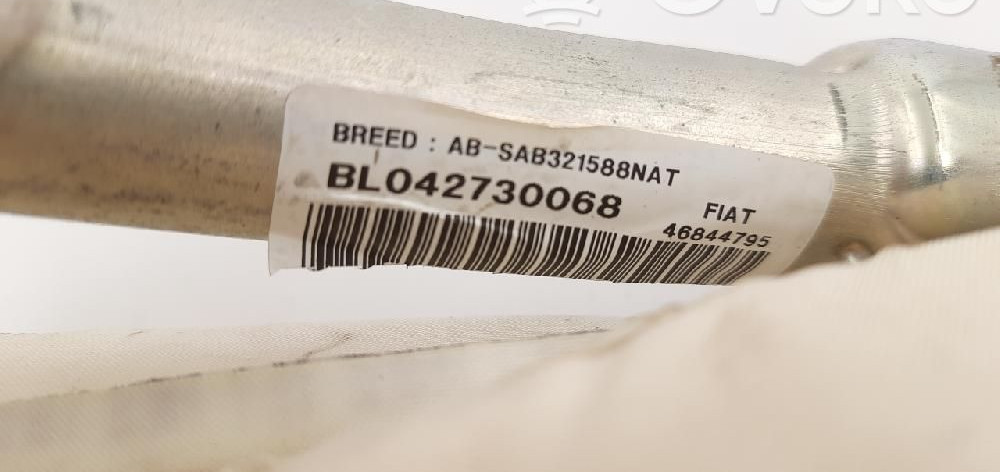 BREED : AB-SAB321588NAT
BL042730068
FIAT
46844795